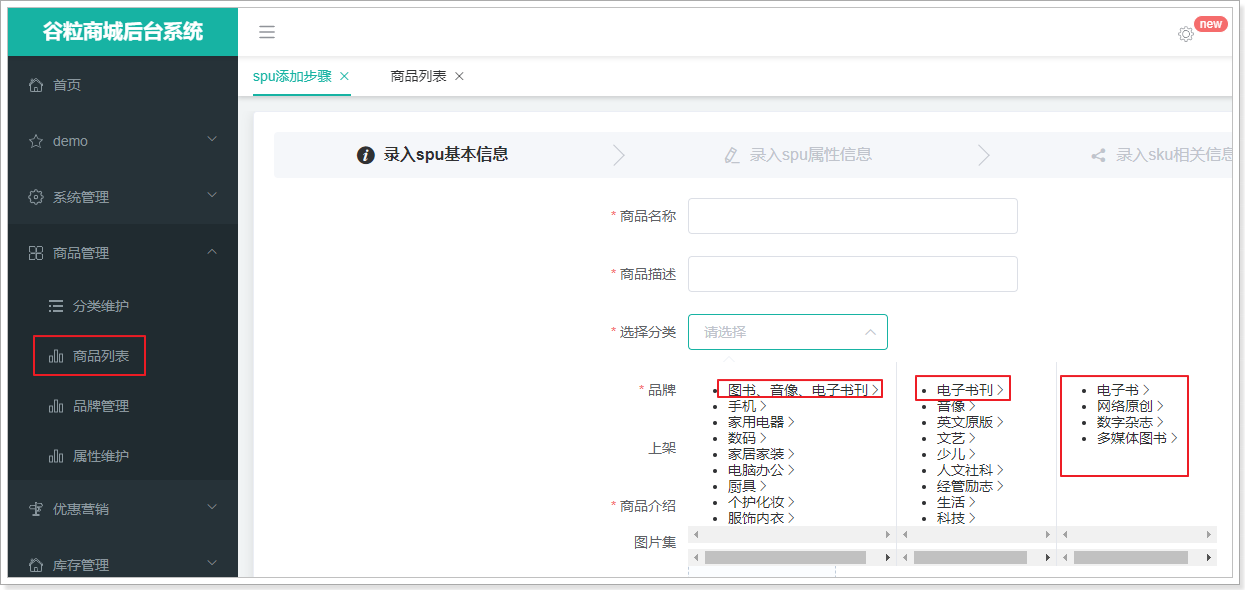 谷粒商城后台系统
new
首页
demo
系统管理
商品管理
分类维护
商品列表
品牌管理
属性维护
优惠营销
库存管理
spu添加步骤
商品列表
录入spu基本信息
录入spu属性信息
录入sku相关信息
* 商品名称
* 商品描述
* 选择分类
请选择
* 品牌
上架
* 商品介绍
图片集
图书、音像、电子书刊
手机
家用电器
数码
家居家装
电脑办公
厨具
个护化妆
服饰内衣
电子书刊
音像
英文原版
文艺
少儿
人文社科
经管励志
生活
科技
电子书
网络原创
数字杂志
多媒体图书